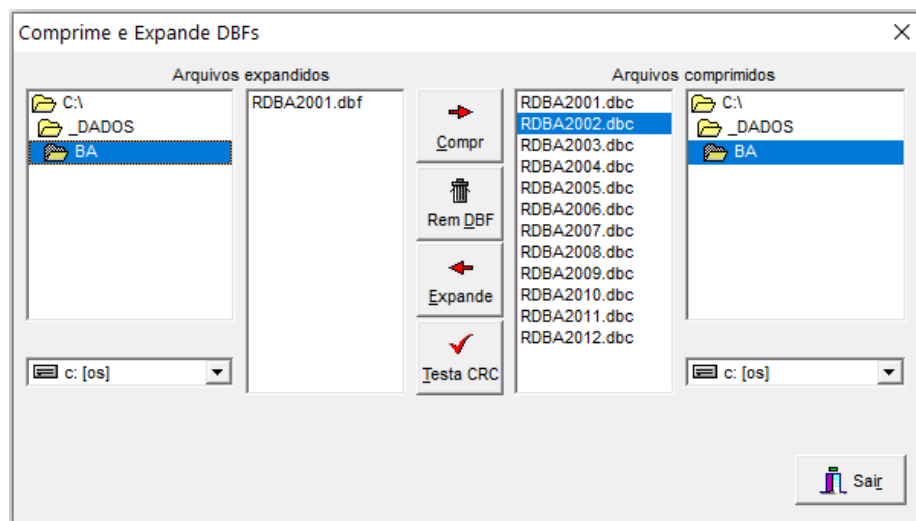 Comprime e Expande DBFs
Arquivos expandidos
Arquivos comprimidos
C:\
_DADOS
BA
RDBA2001.dbf
Compr
Rem DBF
Expande
Testa CRC
RDBA2001.dbc
RDBA2002.dbc
RDBA2003.dbc
RDBA2004.dbc
RDBA2005.dbc
RDBA2006.dbc
RDBA2007.dbc
RDBA2008.dbc
RDBA2009.dbc
RDBA2010.dbc
RDBA2011.dbc
RDBA2012.dbc
C:\
_DADOS
BA
c: [os]
c: [os]
Sair